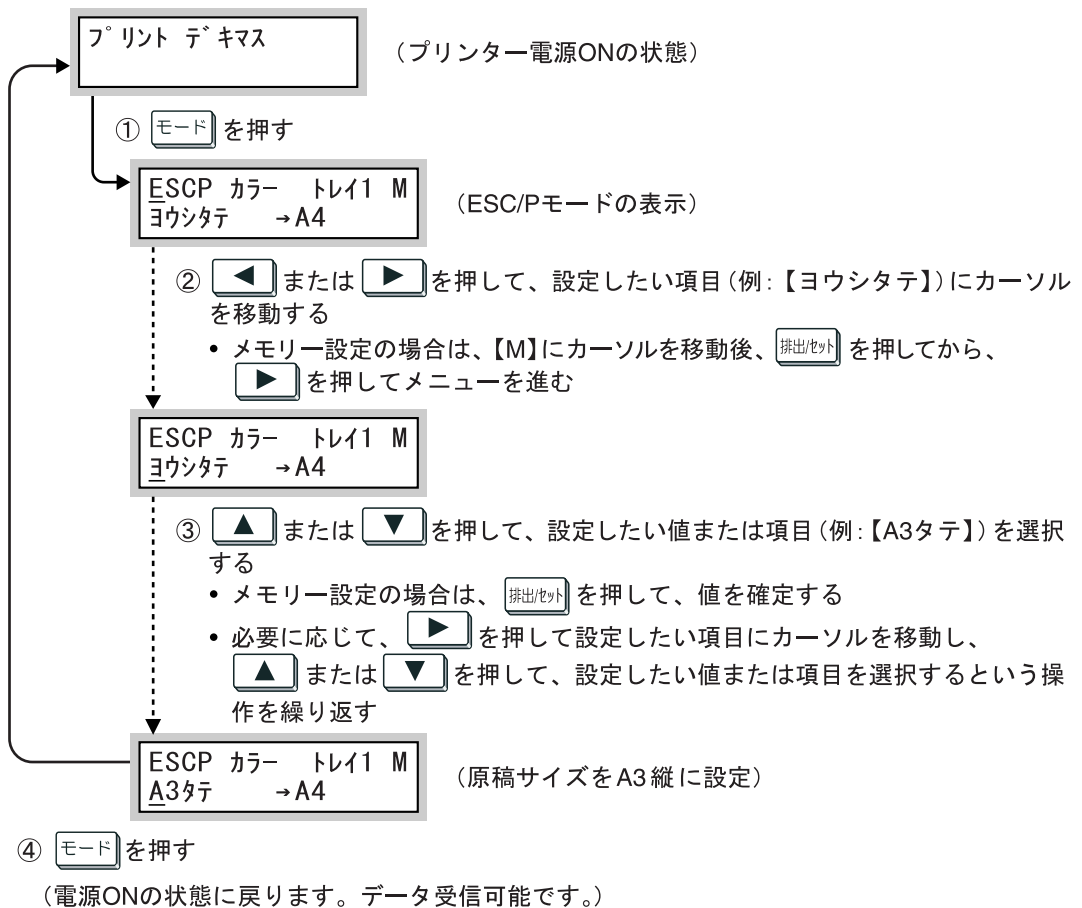 ﾌﾟﾘﾝﾄ ﾃﾞｷﾏｽ
（プリンター電源ONの状態）
① モード を押す
ESCP ｶﾗｰ ﾄﾚｲ1 M
ﾖｳｼﾀﾃ →A4
（ESC/Pモードの表示）
② ◀ または ▶ を押して、設定したい項目（例：【ヨウシタテ】）にカーソル
を移動する
• メモリー設定の場合は、【M】にカーソルを移動後、 排出/セット を押してから、
▶ を押してメニューを進む
ESCP ｶﾗｰ ﾄﾚｲ1 M
ﾖｳｼﾀﾃ →A4
③ ▲ または ▼ を押して、設定したい値または項目（例：【A3タテ】）を選択
する
• メモリー設定の場合は、 排出/セット を押して、値を確定する
• 必要に応じて、 ▶ を押して設定したい項目にカーソルを移動し、
▲ または ▼ を押して、設定したい値または項目を選択するという操
作を繰り返す
ESCP ｶﾗｰ ﾄﾚｲ1 M
A3ﾀﾃ →A4
（原稿サイズをA3縦に設定）
④ モード を押す
（電源ONの状態に戻ります。データ受信可能です。）